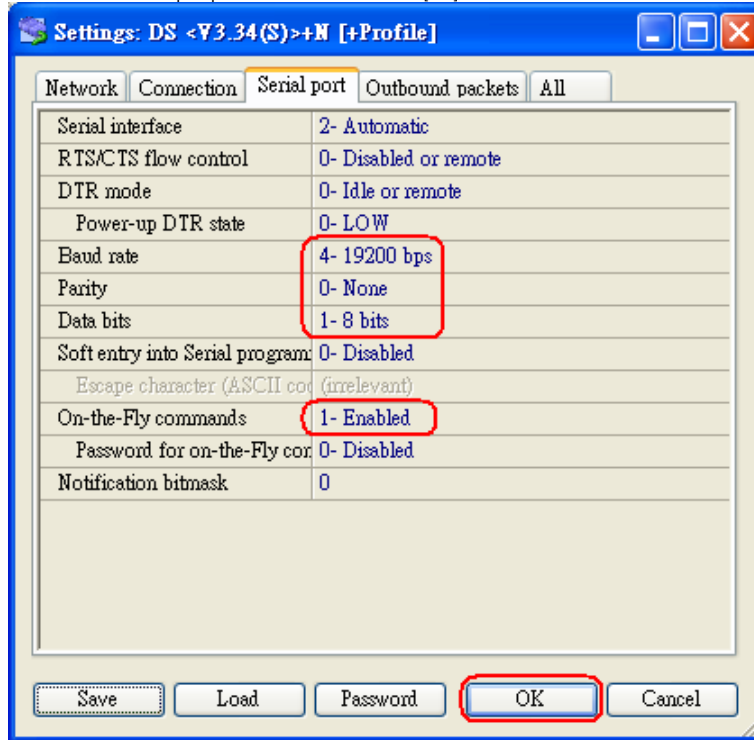 Settings: DS <V3.34(S)>+N [+Profile]
Network Connection Serial port Outbound packets All
Serial interface 2- Automatic
RTS/CTS flow control 0- Disabled or remote
DTR mode 0- Idle or remote
Power-up DTR state 0- LOW
Baud rate 4- 19200 bps
Parity 0- None
Data bits 1- 8 bits
Soft entry into Serial program 0- Disabled
Escape character (ASCII cod (irrelevant)
On-the-Fly commands 1- Enabled
Password for on-the-Fly com 0- Disabled
Notification bitmask 0
Save Load Password OK Cancel